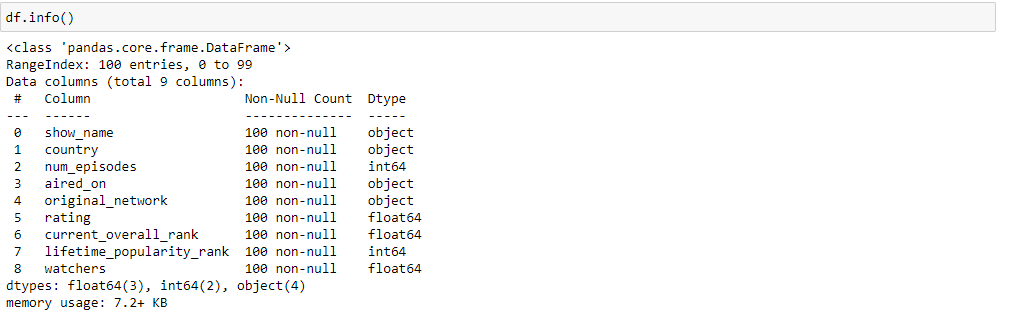 df.info()
<class 'pandas.core.frame.DataFrame'>
RangeIndex: 100 entries, 0 to 99
Data columns (total 9 columns):
 #   Column                    Non-Null Count  Dtype
---  ------                    --------------  -----
 0   show_name                 100 non-null    object
 1   country                   100 non-null    object
 2   num_episodes              100 non-null    int64
 3   aired_on                  100 non-null    object
 4   original_network          100 non-null    object
 5   rating                    100 non-null    float64
 6   current_overall_rank      100 non-null    float64
 7   lifetime_popularity_rank  100 non-null    int64
 8   watchers                  100 non-null    float64
dtypes: float64(3), int64(2), object(4)
memory usage: 7.2+ KB